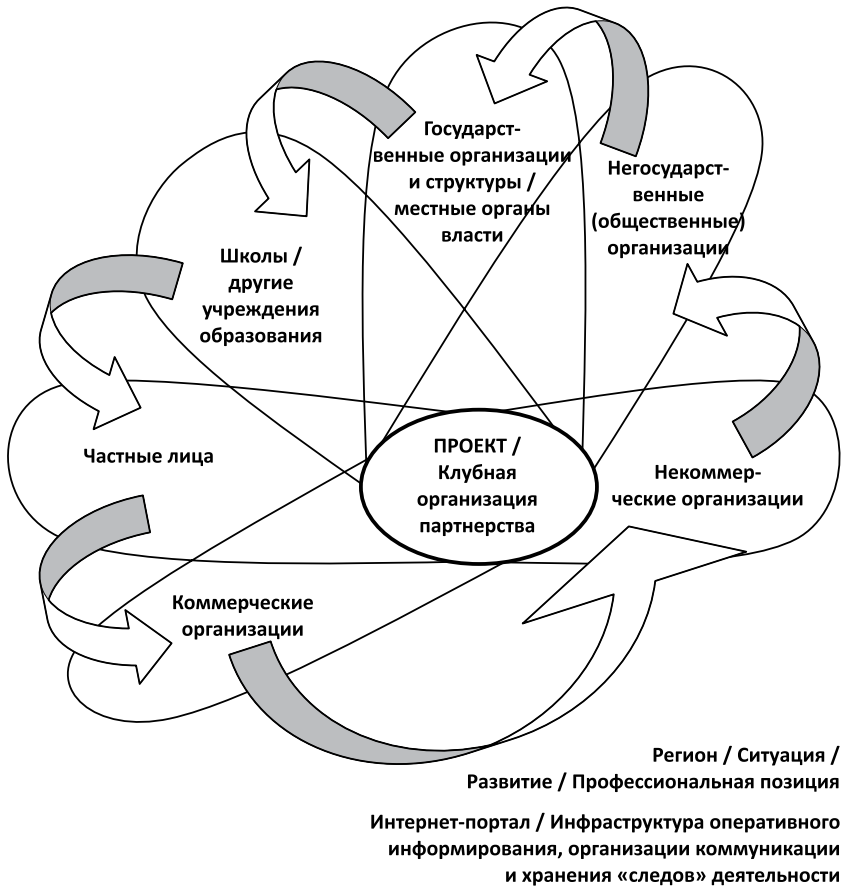 Государст-
венные организации
и структуры /
местные органы
власти
Негосударст-
венные
(общественные)
организации
Школы /
другие
учреждения
образования
Частные лица
ПРОЕКТ /
Клубная
организация
партнерства
Некоммер-
ческие организации
Коммерческие
организации
Регион / Ситуация /
Развитие / Профессиональная позиция
Интернет-портал / Инфраструктура оперативного
информирования, организации коммуникации
и хранения «следов» деятельности